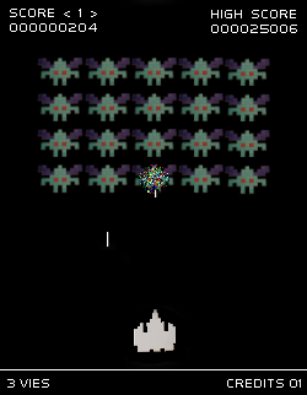 SCORE < 1 >
000000204
HIGH SCORE
000025006
3 VIES
CREDITS 01